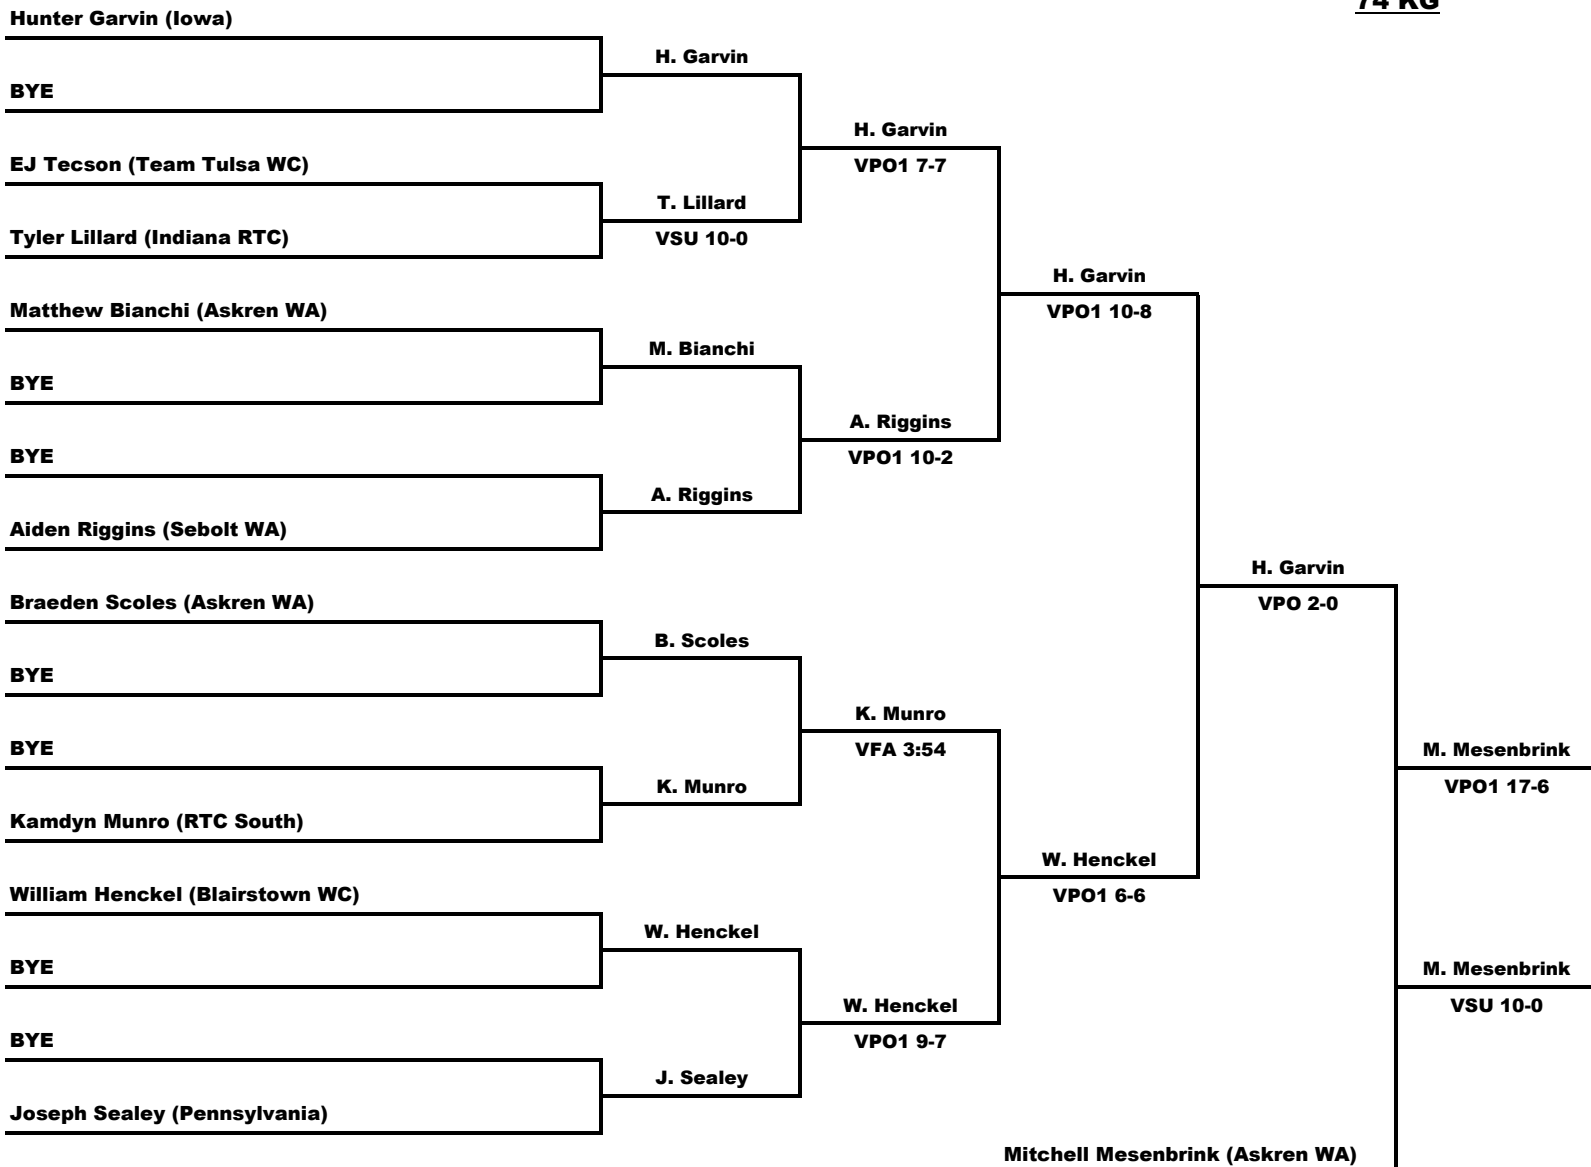 74 KG
Hunter Garvin (Iowa)
H. Garvin
BYE
H. Garvin
VPO1 7-7
EJ Tecson (Team Tulsa WC)
T. Lillard
VSU 10-0
Tyler Lillard (Indiana RTC)
H. Garvin
VPO1 10-8
Matthew Bianchi (Askren WA)
M. Bianchi
BYE
A. Riggins
VPO1 10-2
BYE
A. Riggins
Aiden Riggins (Sebolt WA)
H. Garvin
VPO 2-0
Braeden Scoles (Askren WA)
B. Scoles
BYE
K. Munro
VFA 3:54
BYE
M. Mesenbrink
VPO1 17-6
K. Munro
Kamdyn Munro (RTC South)
W. Henckel
VPO1 6-6
William Henckel (Blairstown WC)
W. Henckel
BYE
M. Mesenbrink
VSU 10-0
W. Henckel
VPO1 9-7
BYE
J. Sealey
Joseph Sealey (Pennsylvania)
Mitchell Mesenbrink (Askren WA)